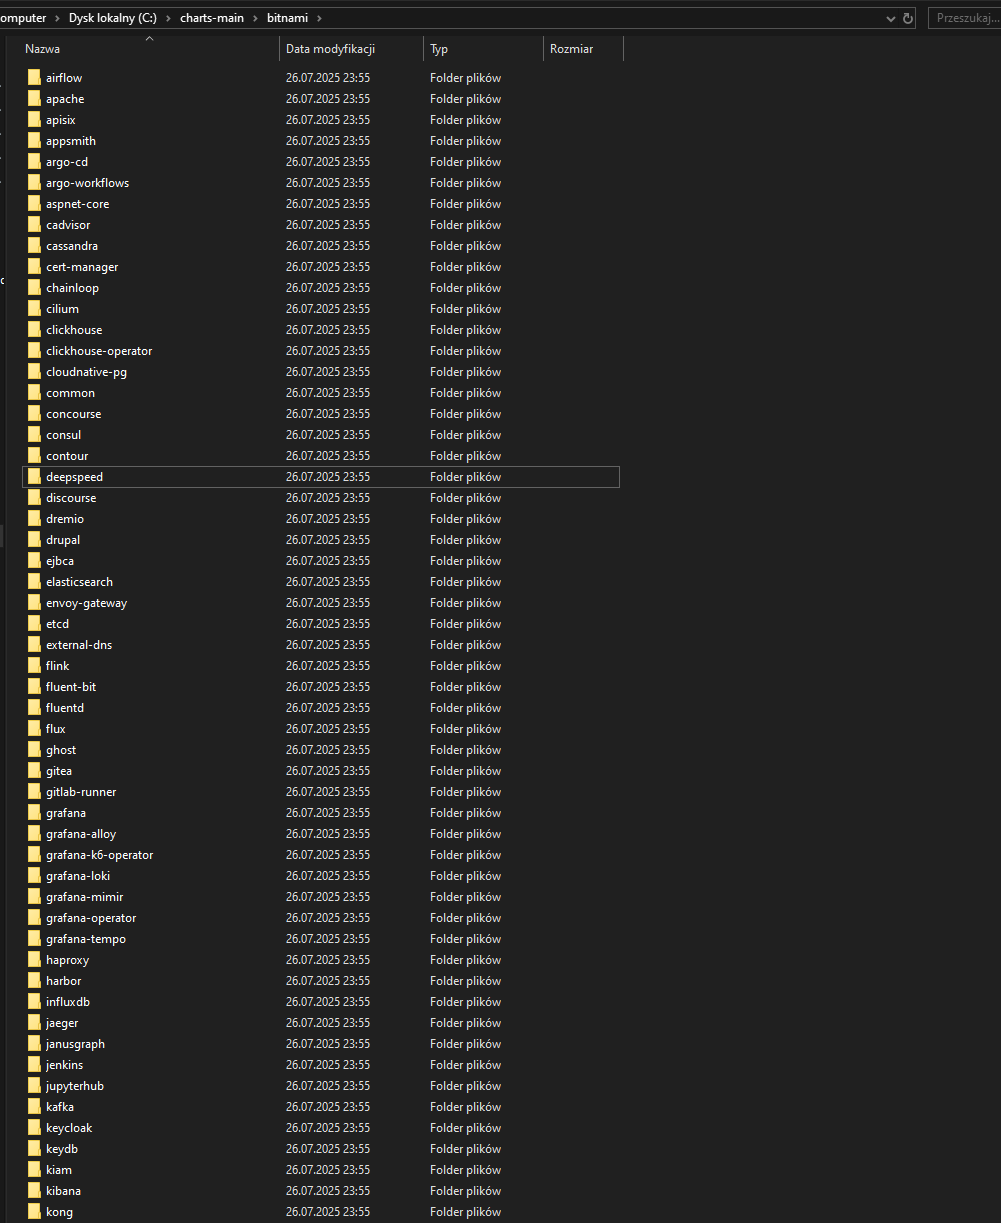 omputer > Dysk lokalny (C:) > charts-main > bitnami >
Przeszukaj...
Nazwa Data modyfikacji Typ Rozmiar
airflow 26.07.2025 23:55 Folder plików
apache 26.07.2025 23:55 Folder plików
apisix 26.07.2025 23:55 Folder plików
appsmith 26.07.2025 23:55 Folder plików
argo-cd 26.07.2025 23:55 Folder plików
argo-workflows 26.07.2025 23:55 Folder plików
aspnet-core 26.07.2025 23:55 Folder plików
cadvisor 26.07.2025 23:55 Folder plików
cassandra 26.07.2025 23:55 Folder plików
cert-manager 26.07.2025 23:55 Folder plików
chainloop 26.07.2025 23:55 Folder plików
cilium 26.07.2025 23:55 Folder plików
clickhouse 26.07.2025 23:55 Folder plików
clickhouse-operator 26.07.2025 23:55 Folder plików
cloudnative-pg 26.07.2025 23:55 Folder plików
common 26.07.2025 23:55 Folder plików
concourse 26.07.2025 23:55 Folder plików
consul 26.07.2025 23:55 Folder plików
contour 26.07.2025 23:55 Folder plików
deepspeed 26.07.2025 23:55 Folder plików
discourse 26.07.2025 23:55 Folder plików
dremio 26.07.2025 23:55 Folder plików
drupal 26.07.2025 23:55 Folder plików
ejbca 26.07.2025 23:55 Folder plików
elasticsearch 26.07.2025 23:55 Folder plików
envoy-gateway 26.07.2025 23:55 Folder plików
etcd 26.07.2025 23:55 Folder plików
external-dns 26.07.2025 23:55 Folder plików
flink 26.07.2025 23:55 Folder plików
fluent-bit 26.07.2025 23:55 Folder plików
fluentd 26.07.2025 23:55 Folder plików
flux 26.07.2025 23:55 Folder plików
ghost 26.07.2025 23:55 Folder plików
gitea 26.07.2025 23:55 Folder plików
gitlab-runner 26.07.2025 23:55 Folder plików
grafana 26.07.2025 23:55 Folder plików
grafana-alloy 26.07.2025 23:55 Folder plików
grafana-k6-operator 26.07.2025 23:55 Folder plików
grafana-loki 26.07.2025 23:55 Folder plików
grafana-mimir 26.07.2025 23:55 Folder plików
grafana-operator 26.07.2025 23:55 Folder plików
grafana-tempo 26.07.2025 23:55 Folder plików
haproxy 26.07.2025 23:55 Folder plików
harbor 26.07.2025 23:55 Folder plików
influxdb 26.07.2025 23:55 Folder plików
jaeger 26.07.2025 23:55 Folder plików
janusgraph 26.07.2025 23:55 Folder plików
jenkins 26.07.2025 23:55 Folder plików
jupyterhub 26.07.2025 23:55 Folder plików
kafka 26.07.2025 23:55 Folder plików
keycloak 26.07.2025 23:55 Folder plików
keydb 26.07.2025 23:55 Folder plików
kiam 26.07.2025 23:55 Folder plików
kibana 26.07.2025 23:55 Folder plików
kong 26.07.2025 23:55 Folder plików